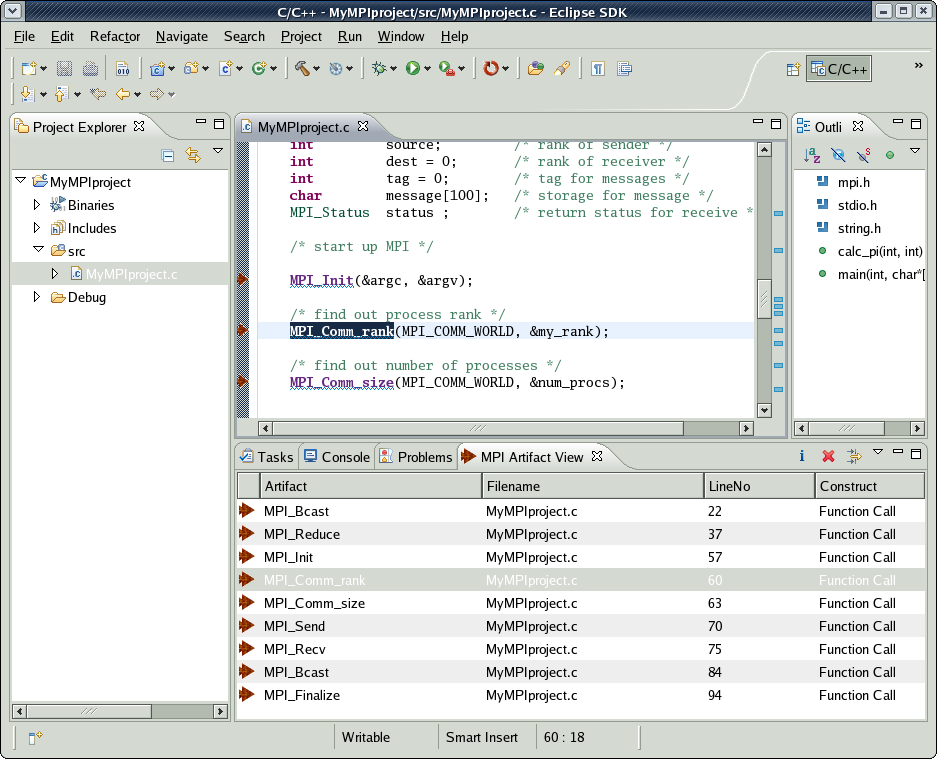 C/C++ - MyMPIproject/src/MyMPIproject.c - Eclipse SDK
File Edit Refactor Navigate Search Project Run Window Help
C/C++ »
Project Explorer
MyMPIproject
Binaries
Includes
src
MyMPIproject.c
Debug
MyMPIproject.c
int source; /* rank of sender */
int dest = 0; /* rank of receiver */
int tag = 0; /* tag for messages */
char message[100]; /* storage for message */
MPI_Status status ; /* return status for receive *
/* start up MPI */
MPI_Init(&argc, &argv);
/* find out process rank */
MPI_Comm_rank(MPI_COMM_WORLD, &my_rank);
/* find out number of processes */
MPI_Comm_size(MPI_COMM_WORLD, &num_procs);
Outli
mpi.h
stdio.h
string.h
calc_pi(int, int)
main(int, char*[
Tasks Console Problems MPI Artifact View
Artifact Filename LineNo Construct
MPI_Bcast MyMPIproject.c 22 Function Call
MPI_Reduce MyMPIproject.c 37 Function Call
MPI_Init MyMPIproject.c 57 Function Call
MPI_Comm_rank MyMPIproject.c 60 Function Call
MPI_Comm_size MyMPIproject.c 63 Function Call
MPI_Send MyMPIproject.c 70 Function Call
MPI_Recv MyMPIproject.c 75 Function Call
MPI_Bcast MyMPIproject.c 84 Function Call
MPI_Finalize MyMPIproject.c 94 Function Call
Writable Smart Insert 60 : 18